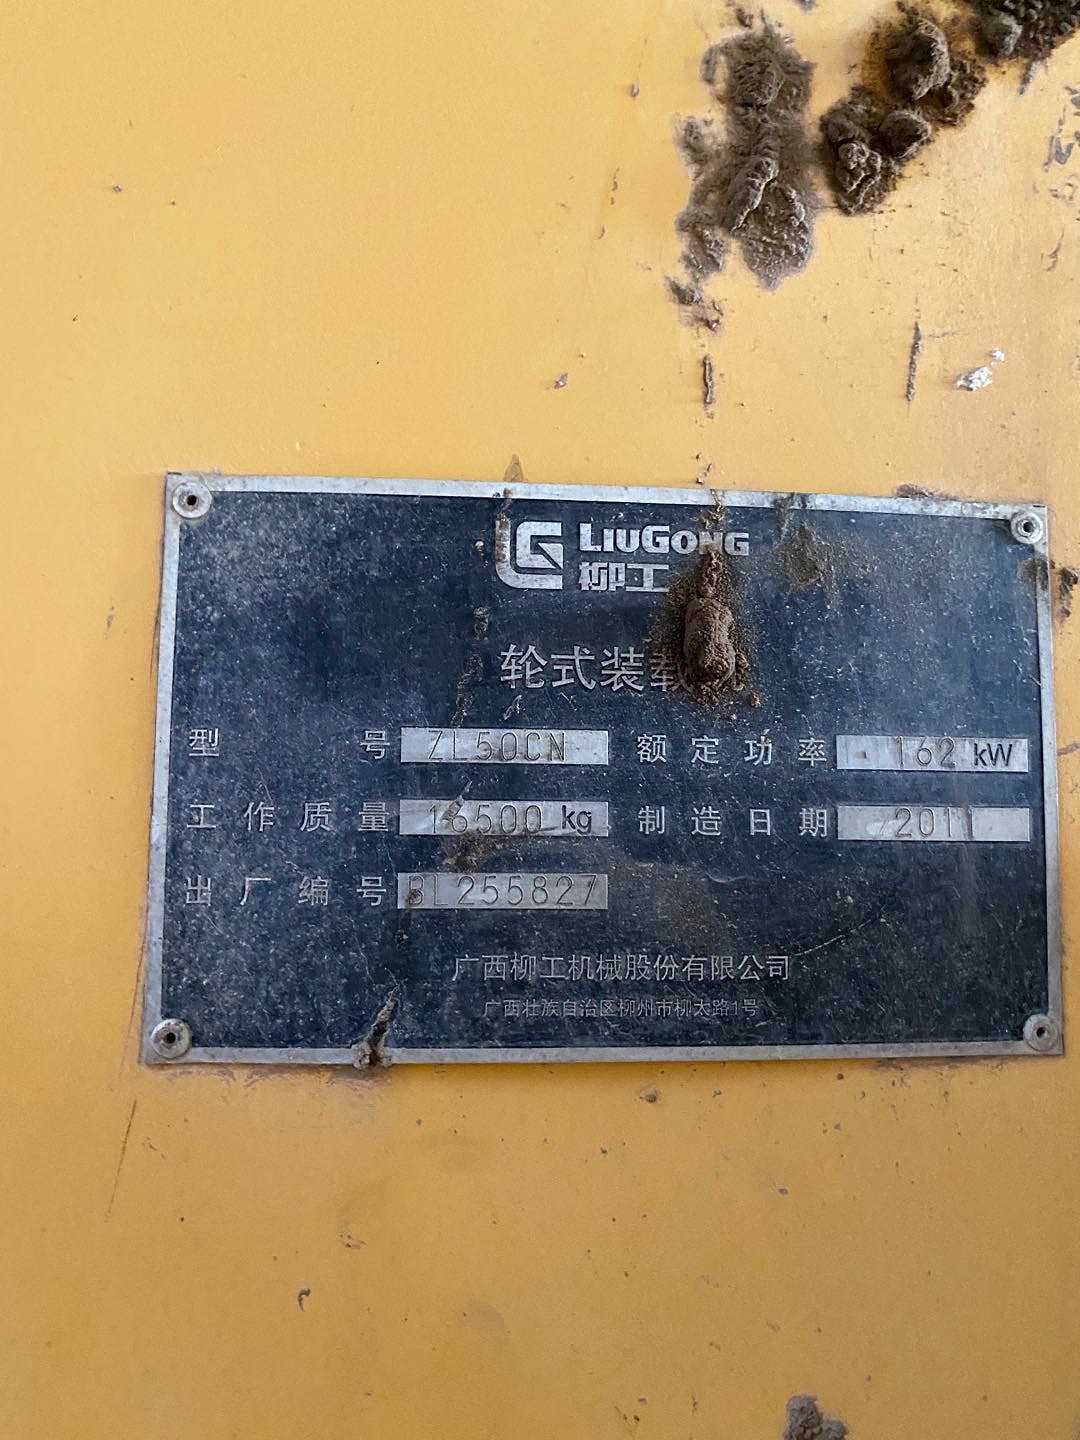 LIUGONG
柳工
轮式装载机
型号 ZL50CN 额定功率 162 kW
工作质量 16500 kg 制造日期 2011
出厂编号 BL255827
广西柳工机械股份有限公司
广西壮族自治区柳州市柳太路1号